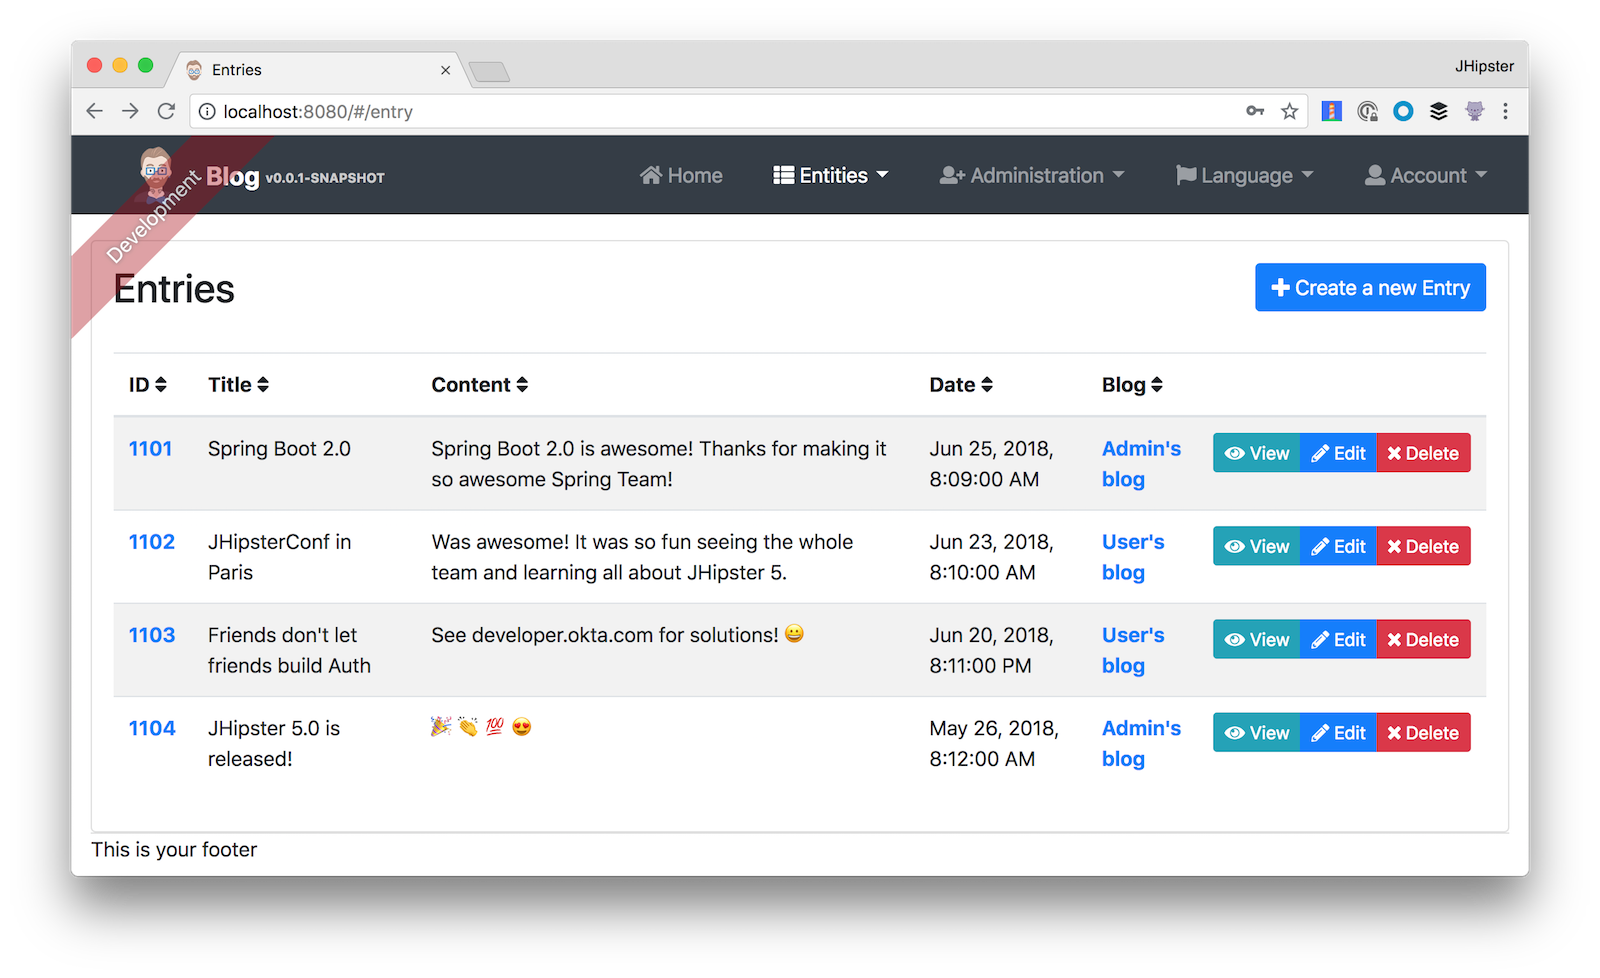 Entries
JHipster
localhost:8080/#/entry
Development
Blog v0.0.1-SNAPSHOT
Home
Entities
Administration
Language
Account
Entries
Create a new Entry
ID Title Content Date Blog
1101 Spring Boot 2.0 Spring Boot 2.0 is awesome! Thanks for making it Jun 25, 2018, Admin's View Edit Delete
so awesome Spring Team! 8:09:00 AM blog
1102 JHipsterConf in Was awesome! It was so fun seeing the whole Jun 23, 2018, User's View Edit Delete
Paris team and learning all about JHipster 5. 8:10:00 AM blog
1103 Friends don't let See developer.okta.com for solutions! 😀 Jun 20, 2018, User's View Edit Delete
friends build Auth 8:11:00 PM blog
1104 JHipster 5.0 is 🎉 👏 💯 😍 May 26, 2018, Admin's View Edit Delete
released! 8:12:00 AM blog
This is your footer